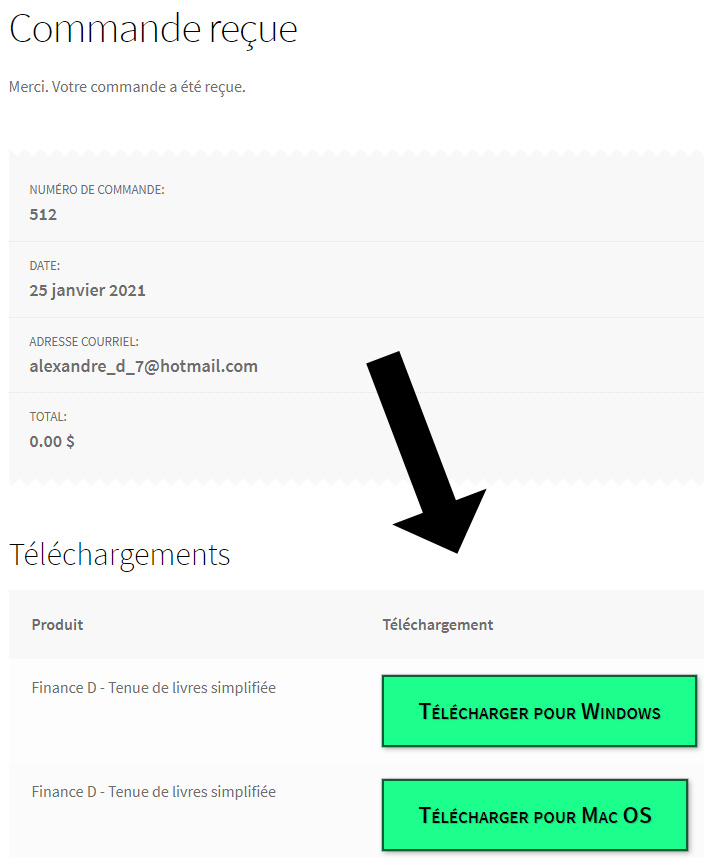 Commande reçue
Merci. Votre commande a été reçue.
NUMÉRO DE COMMANDE:
512
DATE:
25 janvier 2021
ADRESSE COURRIEL:
alexandre_d_7@hotmail.com
TOTAL:
0.00 $
Téléchargements
Produit Téléchargement
Finance D - Tenue de livres simplifiée Télécharger pour Windows
Finance D - Tenue de livres simplifiée Télécharger pour Mac OS